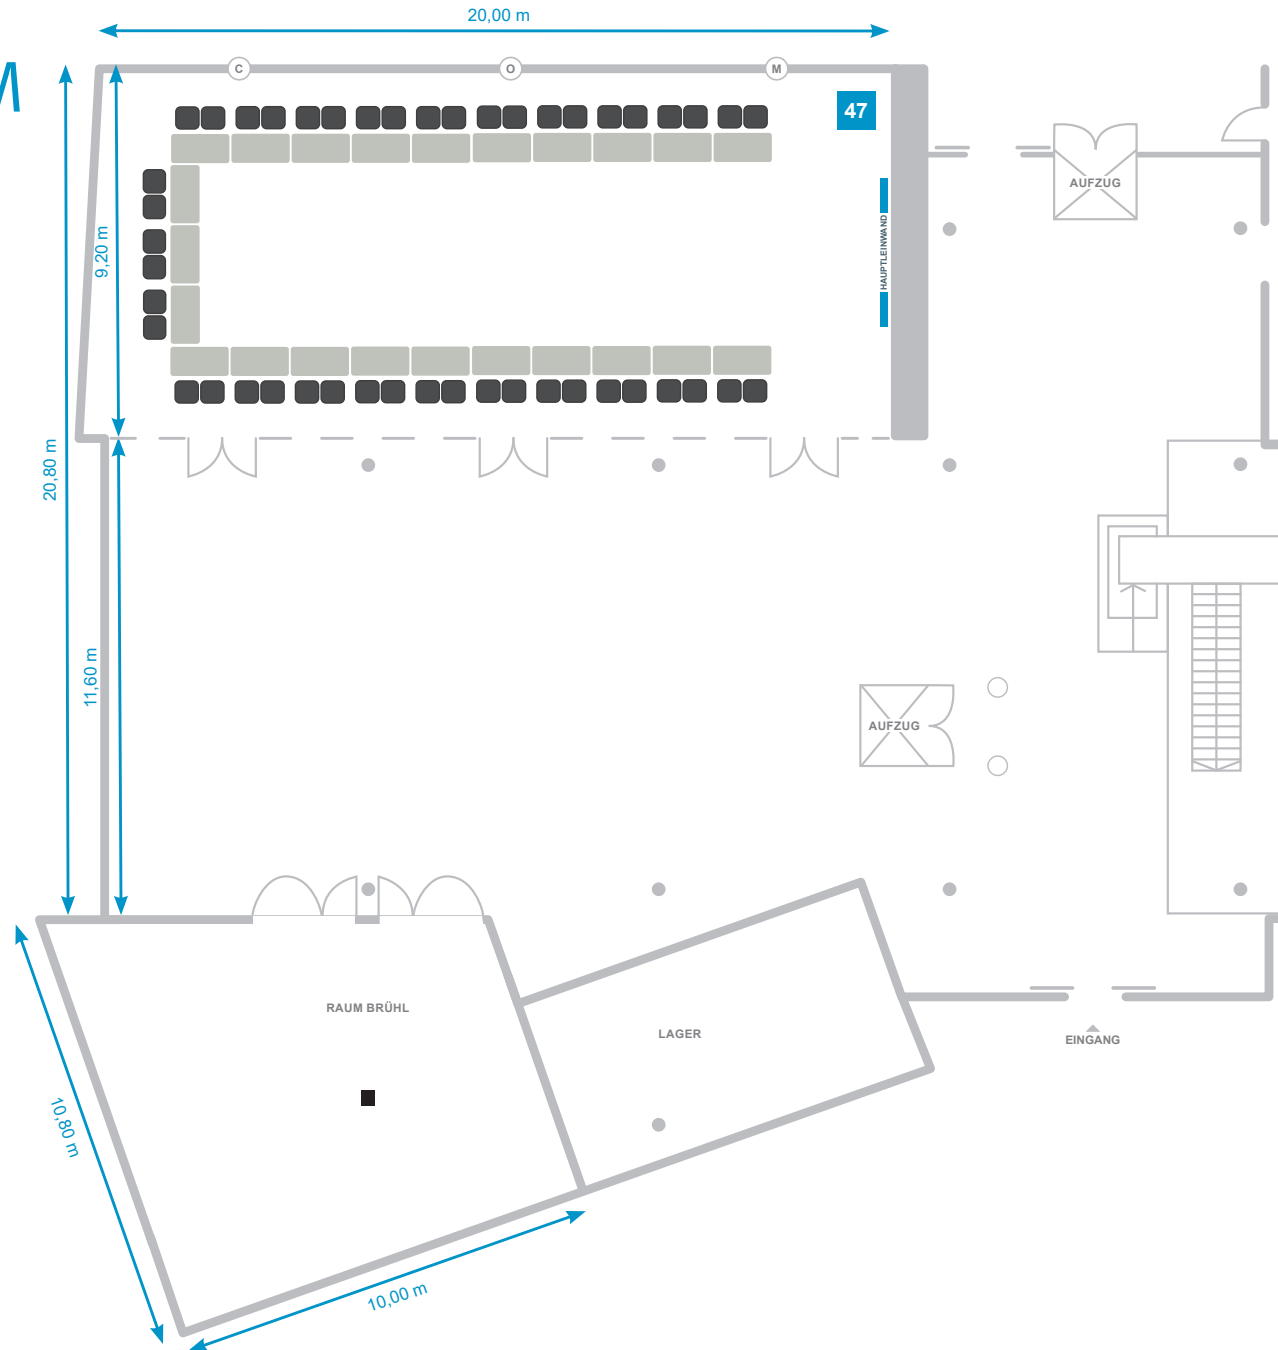 20,00 m
M
C
O
M
47
AUFZUG
HAUPTLEINWAND
9,20 m
20,80 m
11,60 m
AUFZUG
RAUM BRÜHL
LAGER
EINGANG
10,80 m
10,00 m